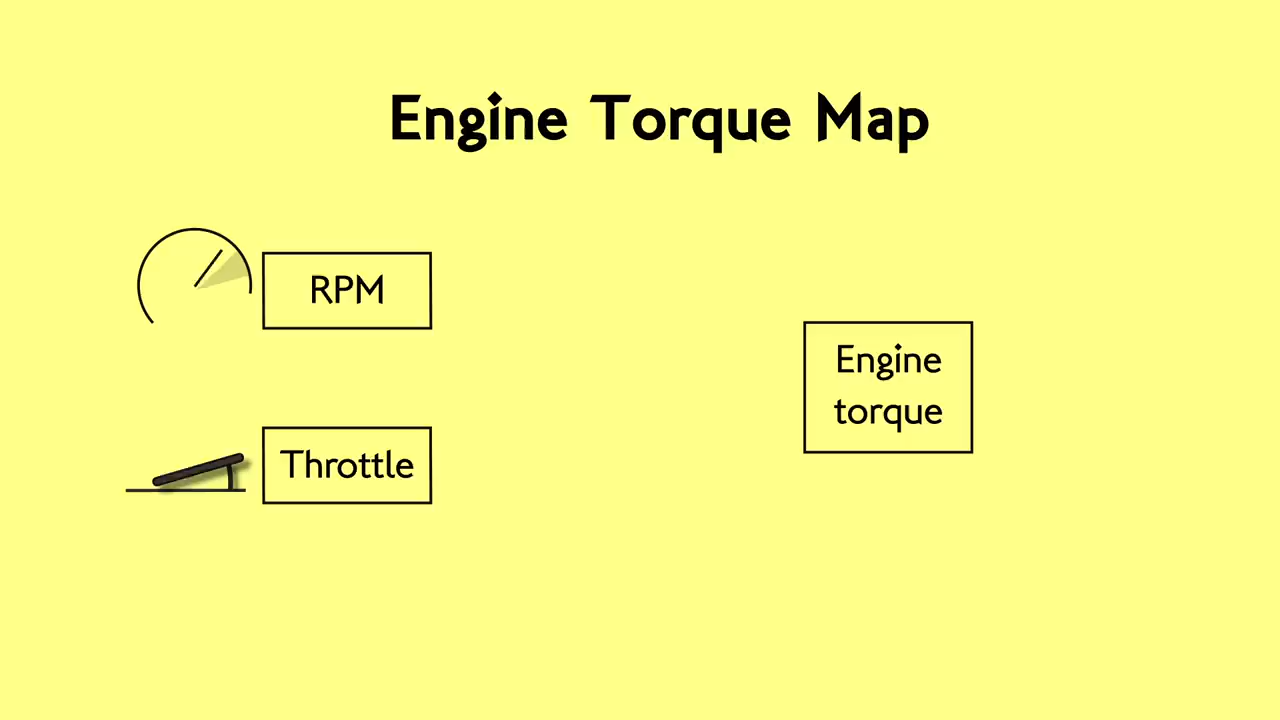 Engine Torque Map
RPM
Throttle
Engine
torque